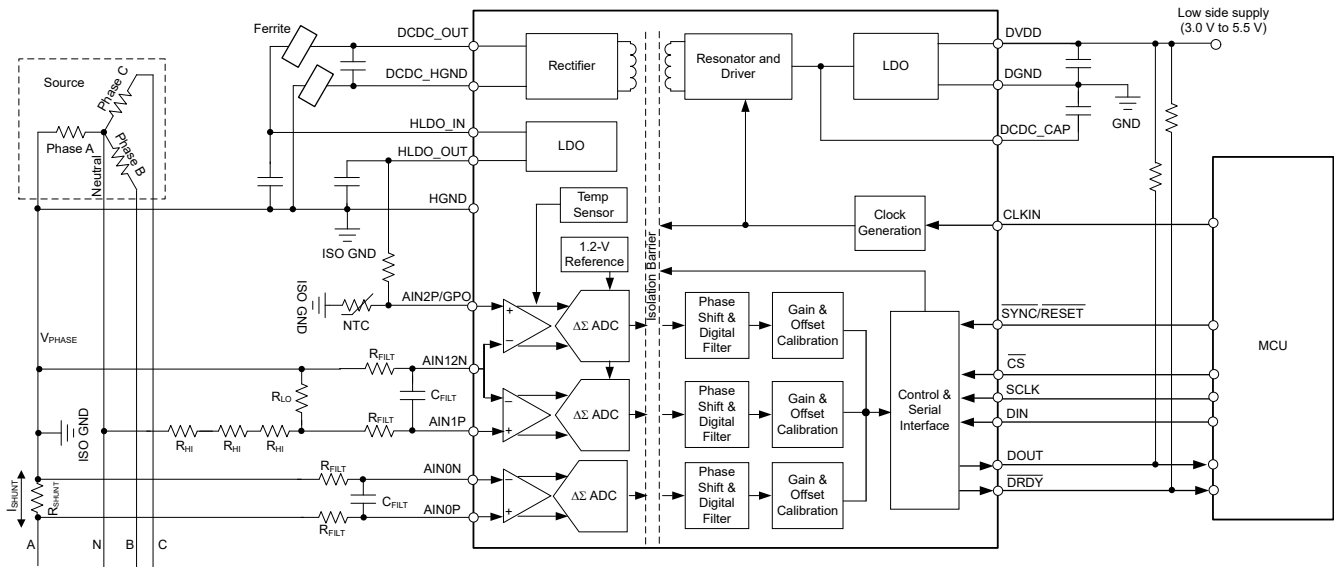 Low side supply
(3.0 V to 5.5 V)
Ferrite
DCDC_OUT
DVDD
Source
Phase C
Rectifier
Resonator and
Driver
LDO
DCDC_HGND
DGND
GND
HLDO_IN
DCDC_CAP
Phase A
Phase B
Neutral
LDO
HLDO_OUT
HGND
Temp
Sensor
Clock
Generation
CLKIN
ISO GND
1.2-V
Reference
Isolation Barrier
ISO GND
NTC
AIN2P/GPO
+
−
ΔΣ ADC
Phase
Shift &
Digital
Filter
Gain &
Offset
Calibration
SYNC/RESET
MCU
VPHASE
RFILT
AIN12N
CS
RLO
CFILT
−
+
ΔΣ ADC
Phase
Shift &
Digital
Filter
Gain &
Offset
Calibration
Control &
Serial
Interface
SCLK
DIN
ISO GND
RHI
RHI
RHI
RFILT
AIN1P
DOUT
ISHUNT
RSHUNT
RFILT
AIN0N
CFILT
RFILT
AIN0P
−
+
ΔΣ ADC
Phase
Shift &
Digital
Filter
Gain &
Offset
Calibration
DRDY
A
N
B
C